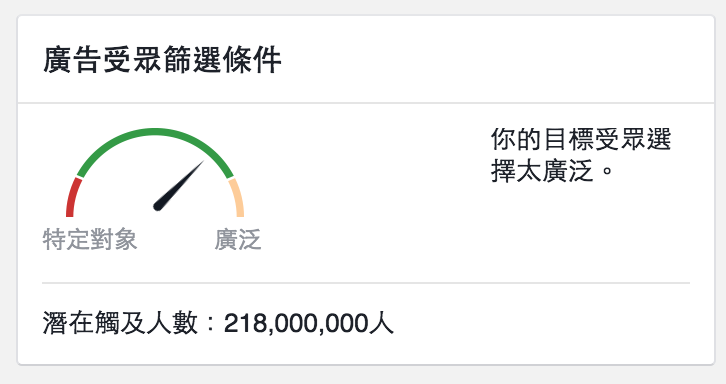 廣告受眾篩選條件
你的目標受眾選
擇太廣泛。
特定對象
廣泛
潛在觸及人數：218,000,000人